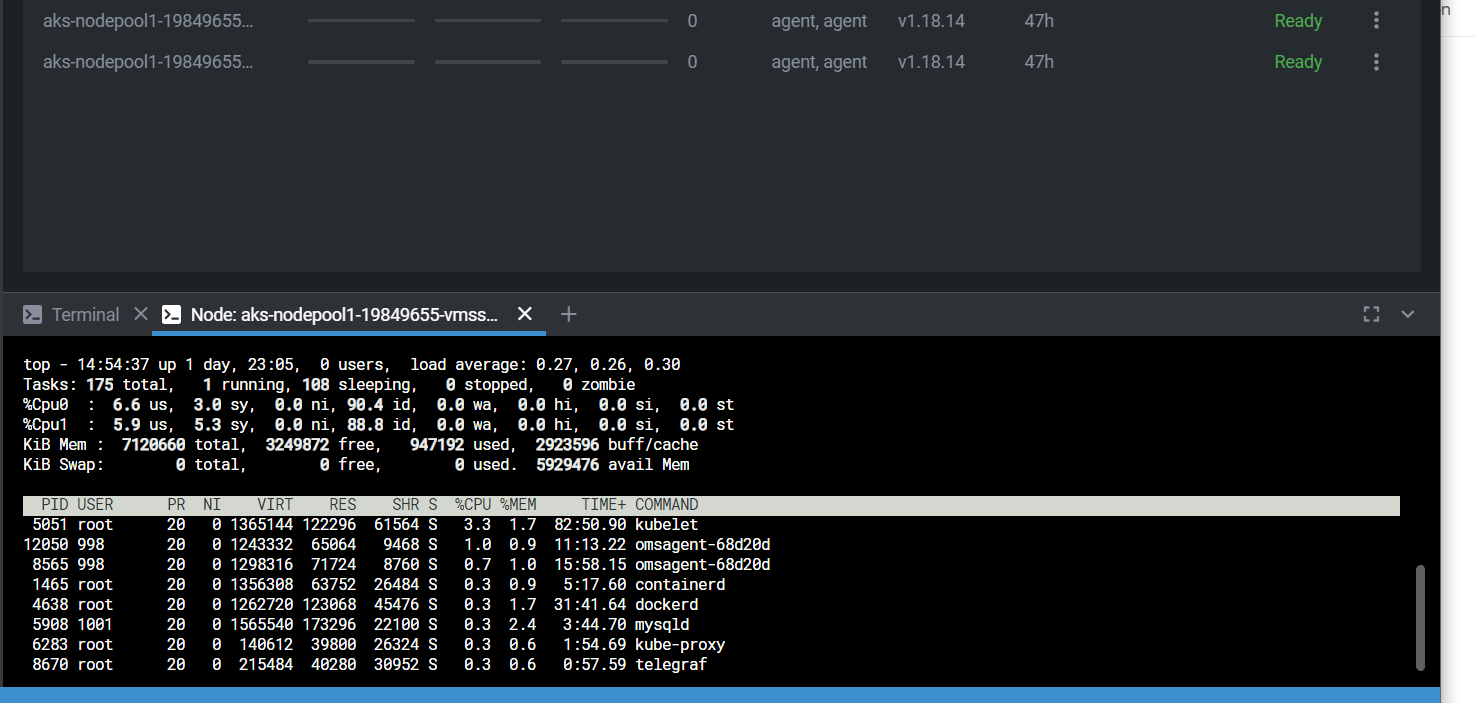 n
aks-nodepool1-19849655... 0 agent, agent v1.18.14 47h Ready
aks-nodepool1-19849655... 0 agent, agent v1.18.14 47h Ready
Terminal Node: aks-nodepool1-19849655-vmss...
top - 14:54:37 up 1 day, 23:05,  0 users,  load average: 0.27, 0.26, 0.30
Tasks: 175 total,   1 running, 108 sleeping,   0 stopped,   0 zombie
%Cpu0  :  6.6 us,  3.0 sy,  0.0 ni, 90.4 id,  0.0 wa,  0.0 hi,  0.0 si,  0.0 st
%Cpu1  :  5.9 us,  5.3 sy,  0.0 ni, 88.8 id,  0.0 wa,  0.0 hi,  0.0 si,  0.0 st
KiB Mem :  7120660 total,  3249872 free,   947192 used,  2923596 buff/cache
KiB Swap:        0 total,        0 free,        0 used.  5929476 avail Mem
  PID USER      PR  NI    VIRT    RES    SHR S  %CPU %MEM     TIME+ COMMAND
 5051 root      20   0 1365144 122296  61564 S   3.3  1.7  82:50.90 kubelet
12050 998       20   0 1243332  65064   9468 S   1.0  0.9  11:13.22 omsagent-68d20d
 8565 998       20   0 1298316  71724   8760 S   0.7  1.0  15:58.15 omsagent-68d20d
 1465 root      20   0 1356308  63752  26484 S   0.3  0.9   5:17.60 containerd
 4638 root      20   0 1262720 123068  45476 S   0.3  1.7  31:41.64 dockerd
 5908 1001      20   0 1565540 173296  22100 S   0.3  2.4   3:44.70 mysqld
 6283 root      20   0  140612  39800  26324 S   0.3  0.6   1:54.69 kube-proxy
 8670 root      20   0  215484  40280  30952 S   0.3  0.6   0:57.59 telegraf